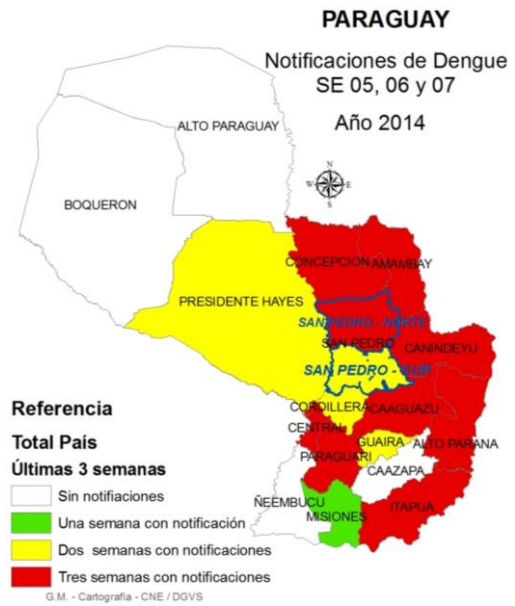 PARAGUAY
Notificaciones de Dengue
SE 05, 06 y 07
Año 2014
ALTO PARAGUAY
N
W E
S
BOQUERON
CONCEPCION
AMAMBAY
PRESIDENTE HAYES
SAN PEDRO - NORTE
SAN PEDRO
CANINDEYU
SAN PEDRO - SUR
CORDILLERA
CAAGUAZU
CENTRAL
GUAIRA
ALTO PARANA
PARAGUARI
CAAZAPA
ÑEEMBUCU
MISIONES
ITAPUA
Referencia
Total País
Últimas 3 semanas
Sin notifiaciones
Una semana con notificación
Dos semanas con notificaciones
Tres semanas con notificaciones
G.M. - Cartografía - CNE / DGVS